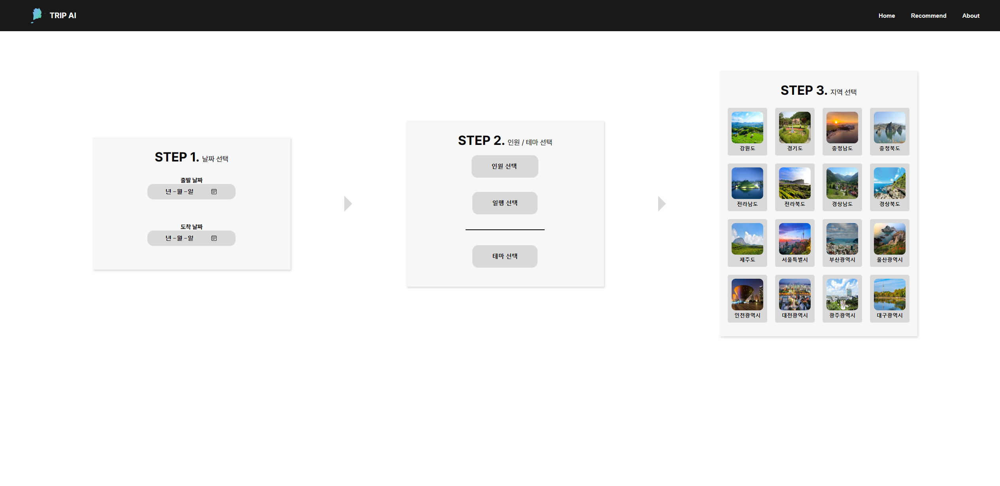 TRIP AI
Home
Recommend
About
STEP 1. 날짜 선택
출발 날짜
년-월-일
도착 날짜
년-월-일
STEP 2. 인원 / 테마 선택
인원 선택
일행 선택
테마 선택
STEP 3. 지역 선택
강원도
경기도
충청남도
충청북도
전라남도
전라북도
경상남도
경상북도
제주도
서울특별시
부산광역시
울산광역시
인천광역시
대전광역시
광주광역시
대구광역시